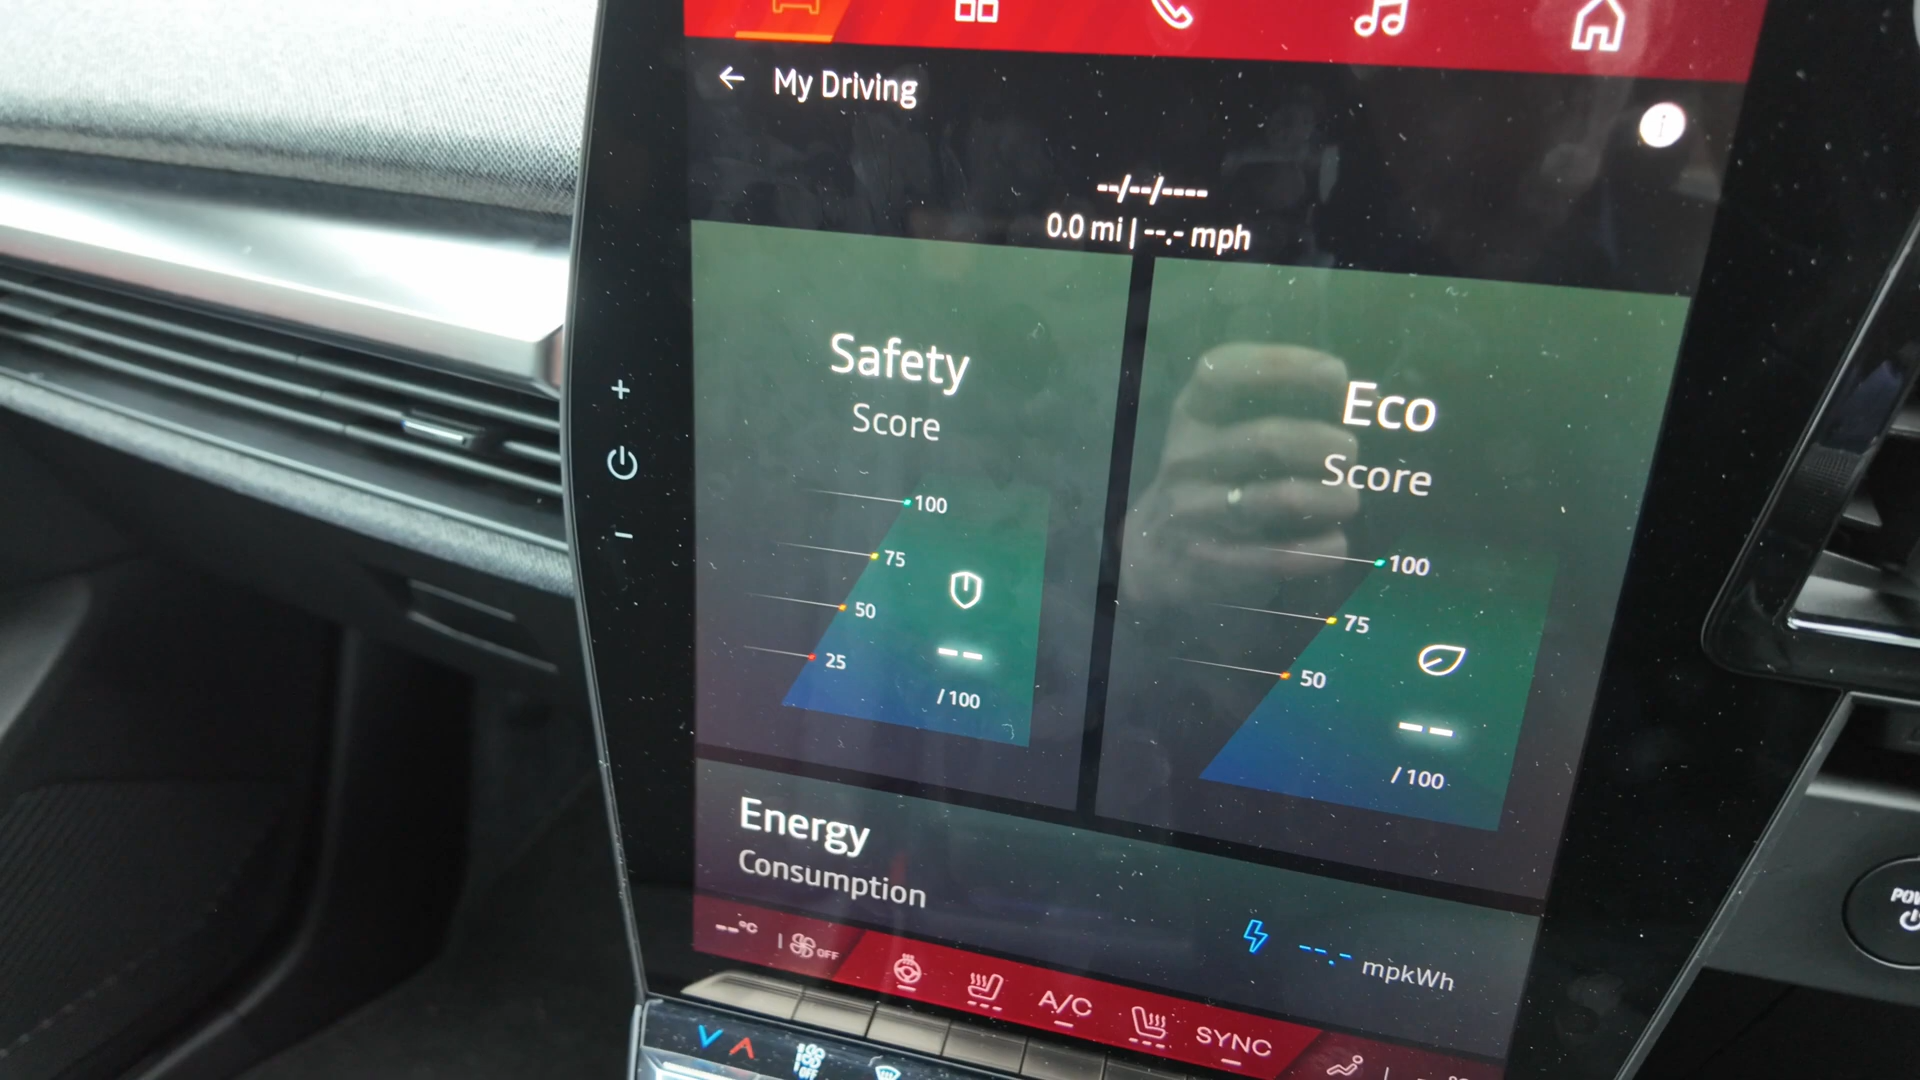 My Driving
i
--/--/----
0.0 mi | --.- mph
Safety
Score
100
75
50
25
--
/ 100
Eco
Score
100
75
50
--
/ 100
Energy
Consumption
--.- mpkWh
--°C
OFF
A/C
SYNC
OFF